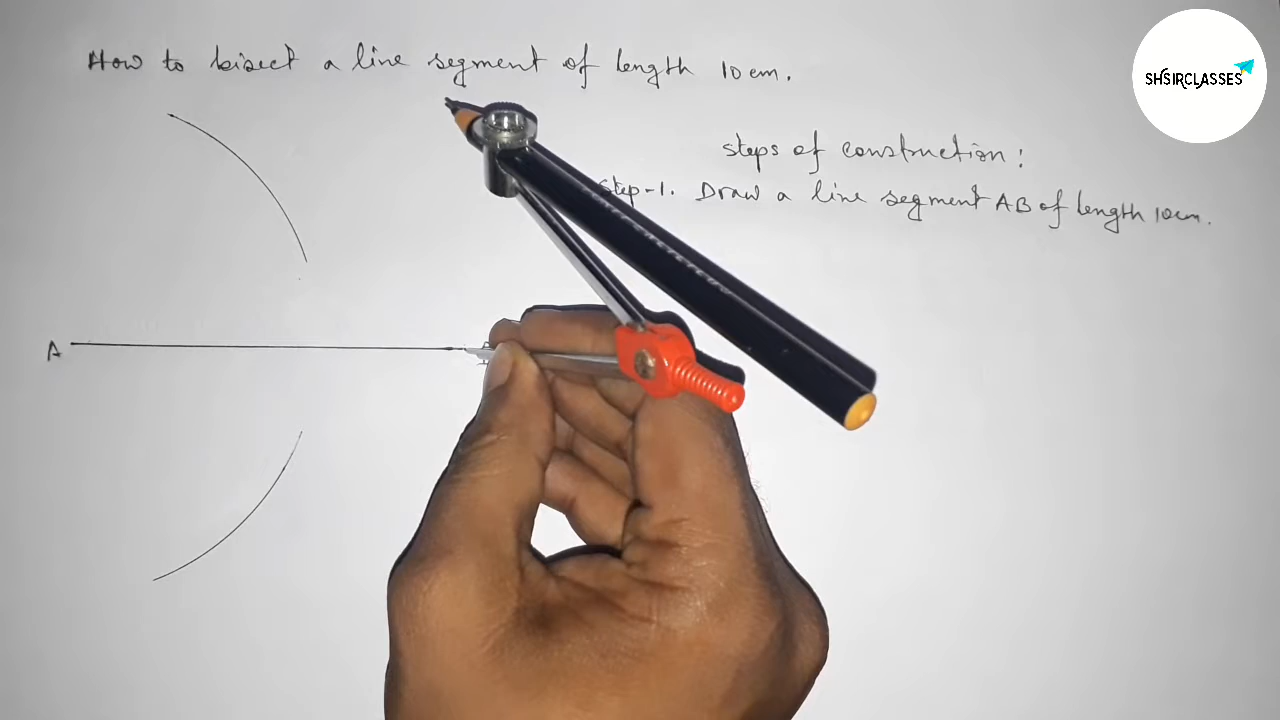 How to bisect a line segment of length 10 cm.
SHSIRCLASSES
steps of construction :
Step-1. Draw a line segment AB of length 10cm.
A